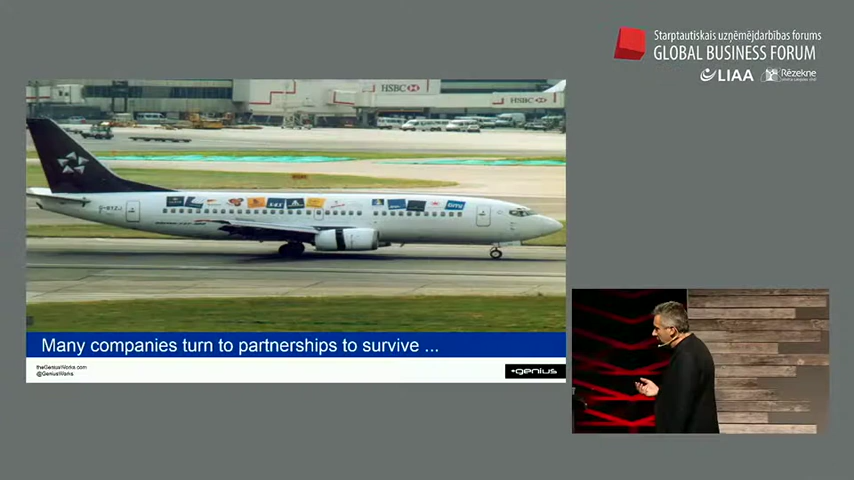 Starptautiskais uzņēmējdarbības forums
GLOBAL BUSINESS FORUM
LIAA
Rēzekne
HSBC
HSBC
Many companies turn to partnerships to survive ...
theGeniusWorks.com
@GeniusWorks
genius